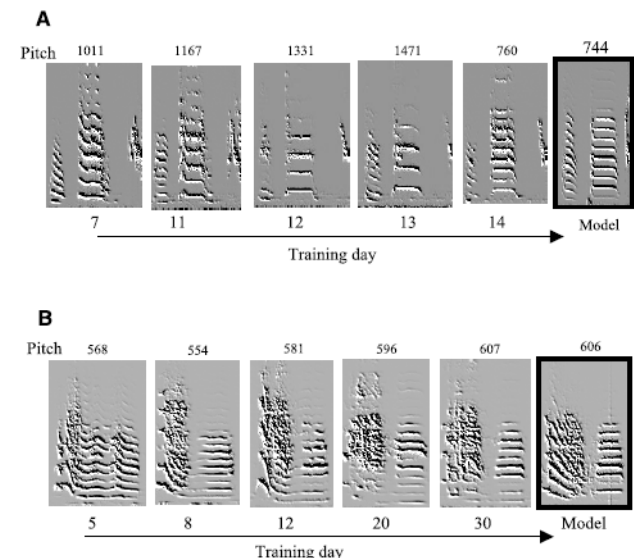 A
Pitch 1011 1167 1331 1471 760 744
7 11 12 13 14 Model
Training day
B
Pitch 568 554 581 596 607 606
5 8 12 20 30 Model
Training day